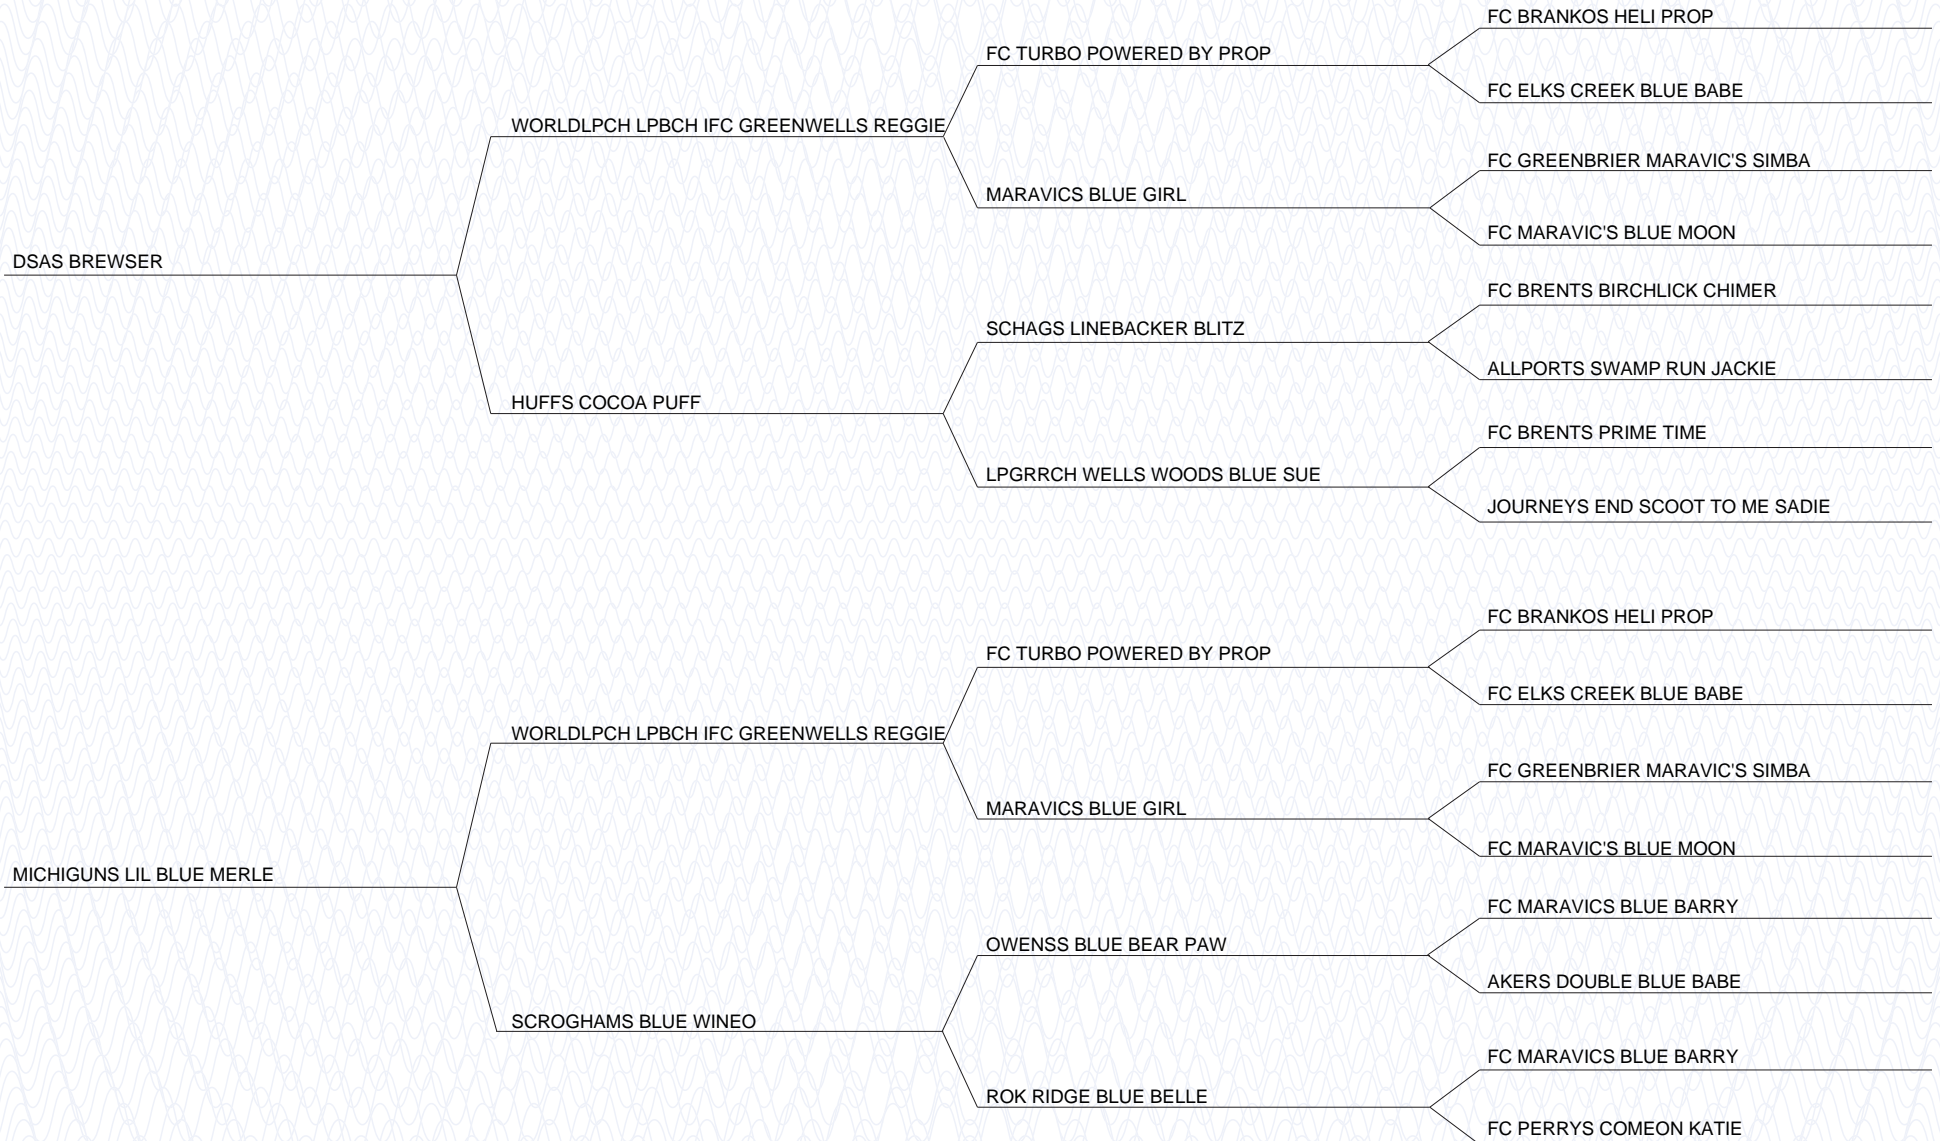 FC BRANKOS HELI PROP
FC TURBO POWERED BY PROP
FC ELKS CREEK BLUE BABE
WORLDLPCH LPBCH IFC GREENWELLS REGGIE
FC GREENBRIER MARAVIC'S SIMBA
MARAVICS BLUE GIRL
FC MARAVIC'S BLUE MOON
DSAS BREWSER
FC BRENTS BIRCHLICK CHIMER
SCHAGS LINEBACKER BLITZ
ALLPORTS SWAMP RUN JACKIE
HUFFS COCOA PUFF
FC BRENTS PRIME TIME
LPGRRCH WELLS WOODS BLUE SUE
JOURNEYS END SCOOT TO ME SADIE
FC BRANKOS HELI PROP
FC TURBO POWERED BY PROP
FC ELKS CREEK BLUE BABE
WORLDLPCH LPBCH IFC GREENWELLS REGGIE
FC GREENBRIER MARAVIC'S SIMBA
MARAVICS BLUE GIRL
FC MARAVIC'S BLUE MOON
MICHIGUNS LIL BLUE MERLE
FC MARAVICS BLUE BARRY
OWENSS BLUE BEAR PAW
AKERS DOUBLE BLUE BABE
SCROGHAMS BLUE WINEO
FC MARAVICS BLUE BARRY
ROK RIDGE BLUE BELLE
FC PERRYS COMEON KATIE